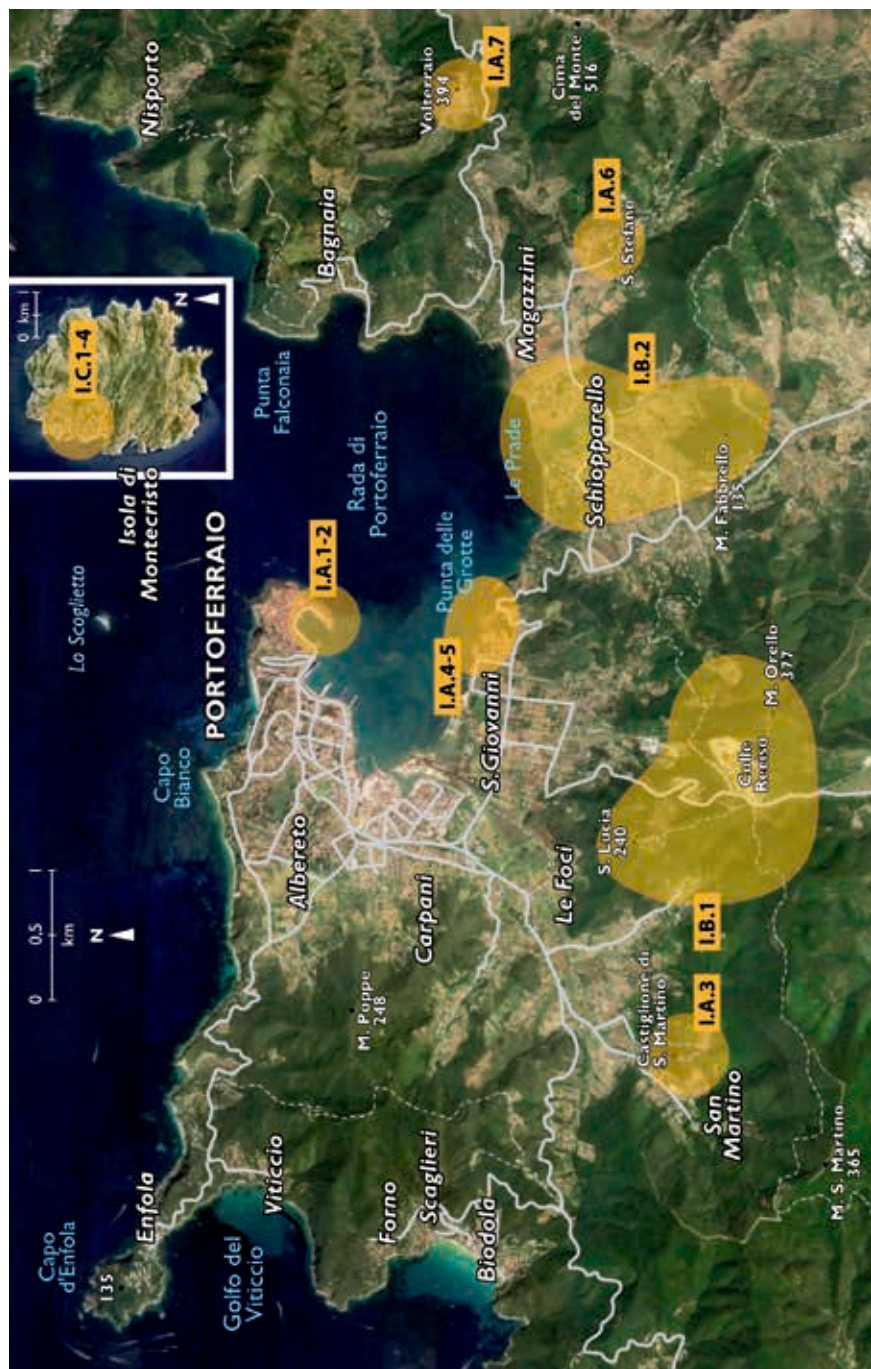 Capo
d'Enfola
135
Enfola
Golfo del
Viticcio
Viticcio
Forno
Scaglieri
Biodola
0
0,5
1
km
N
Capo
Bianco
Lo Scoglietto
PORTOFERRAIO
Albereto
M. Poppe
248
Carpani
Le Foci
S.Giovanni
Castiglione di
S. Martino
I.A.3
San
Martino
M. S. Martino
365
I.B.1
S. Lucia
240
Colle
Reciso
M. Orello
377
I.A.1-2
I.A.4-5
Punta delle
Grotte
Rada di
Portoferraio
Punta
Falconaia
Isola di
Montecristo
I.C.1-4
0 km 1
N
Le Prade
Schiopparello
I.B.2
M. Fabbrello
135
Magazzini
Bagnaia
Nisporto
Volterraio
394
I.A.7
I.A.6
S. Stefano
Cima
del Monte
516